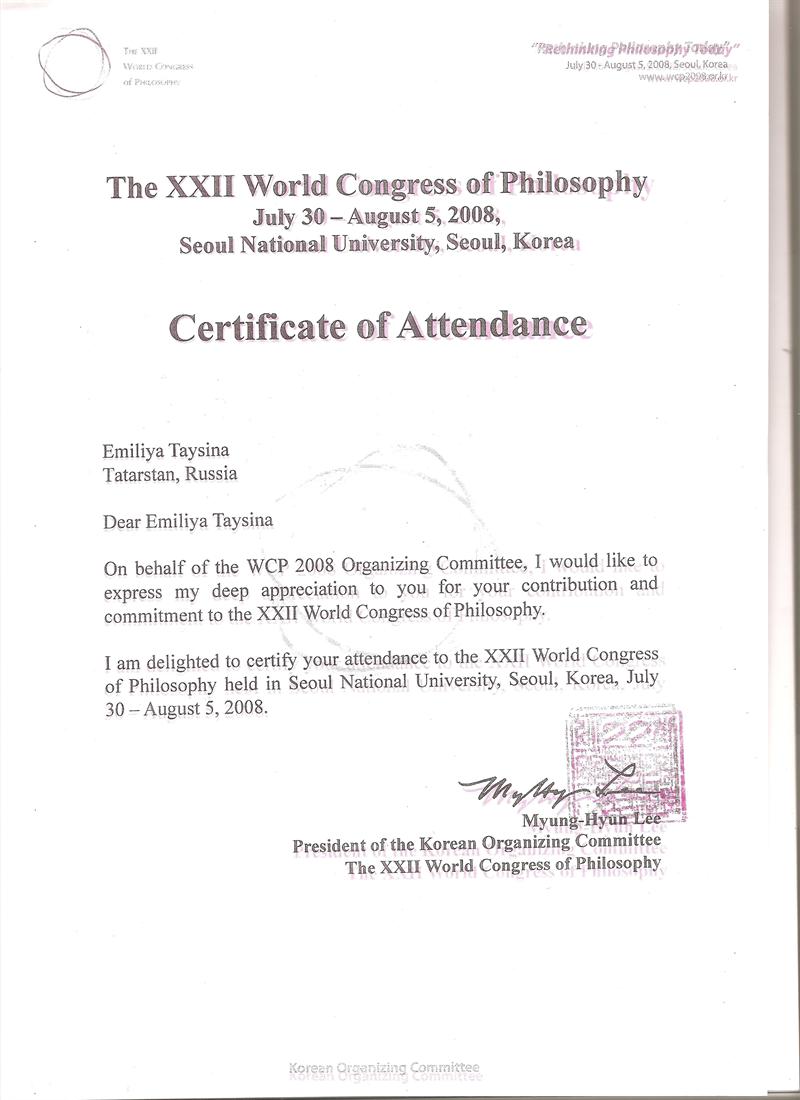 The XXII
World Congress
of Philosophy
"Rethinking Philosophy Today"
July 30 - August 5, 2008, Seoul, Korea
www.wcp2008.or.kr
The XXII World Congress of Philosophy
July 30 – August 5, 2008,
Seoul National University, Seoul, Korea
Certificate of Attendance
Emiliya Taysina
Tatarstan, Russia
Dear Emiliya Taysina
On behalf of the WCP 2008 Organizing Committee, I would like to
express my deep appreciation to you for your contribution and
commitment to the XXII World Congress of Philosophy.
I am delighted to certify your attendance to the XXII World Congress
of Philosophy held in Seoul National University, Seoul, Korea, July
30 – August 5, 2008.
Myung-Hyun Lee
President of the Korean Organizing Committee
The XXII World Congress of Philosophy
Korean Organizing Committee